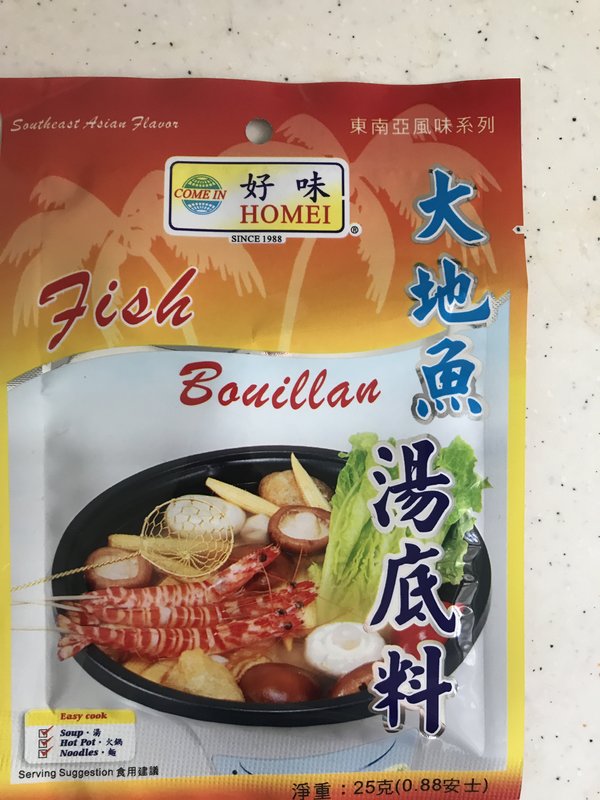 Southeast Asian Flavor
東南亞風味系列
COME IN
好味
HOMEI
®
SINCE 1988
大地魚
湯底料
Fish
Bouillan
Easy cook
Soup · 湯
Hot Pot · 火鍋
Noodles · 麵
Serving Suggestion 食用建議
淨重：25克(0.88安士)